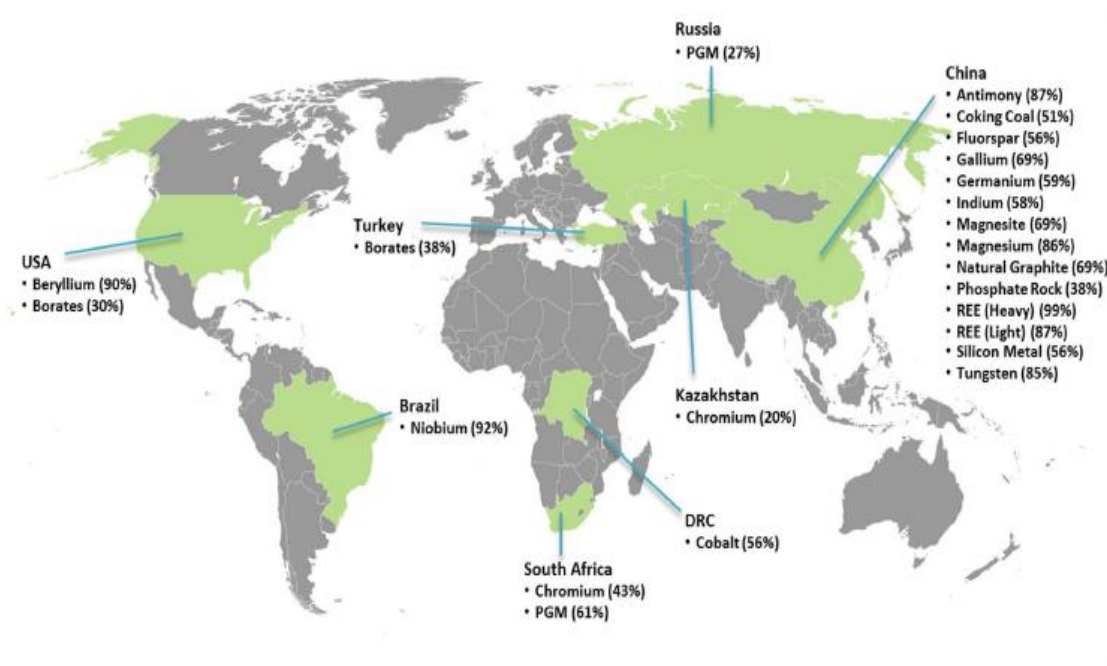 Russia
• PGM (27%)
China
• Antimony (87%)
• Coking Coal (51%)
• Fluorspar (56%)
• Gallium (69%)
• Germanium (59%)
• Indium (58%)
• Magnesite (69%)
• Magnesium (86%)
• Natural Graphite (69%)
• Phosphate Rock (38%)
• REE (Heavy) (99%)
• REE (Light) (87%)
• Silicon Metal (56%)
• Tungsten (85%)
Turkey
• Borates (38%)
USA
• Beryllium (90%)
• Borates (30%)
Kazakhstan
• Chromium (20%)
Brazil
• Niobium (92%)
DRC
• Cobalt (56%)
South Africa
• Chromium (43%)
• PGM (61%)